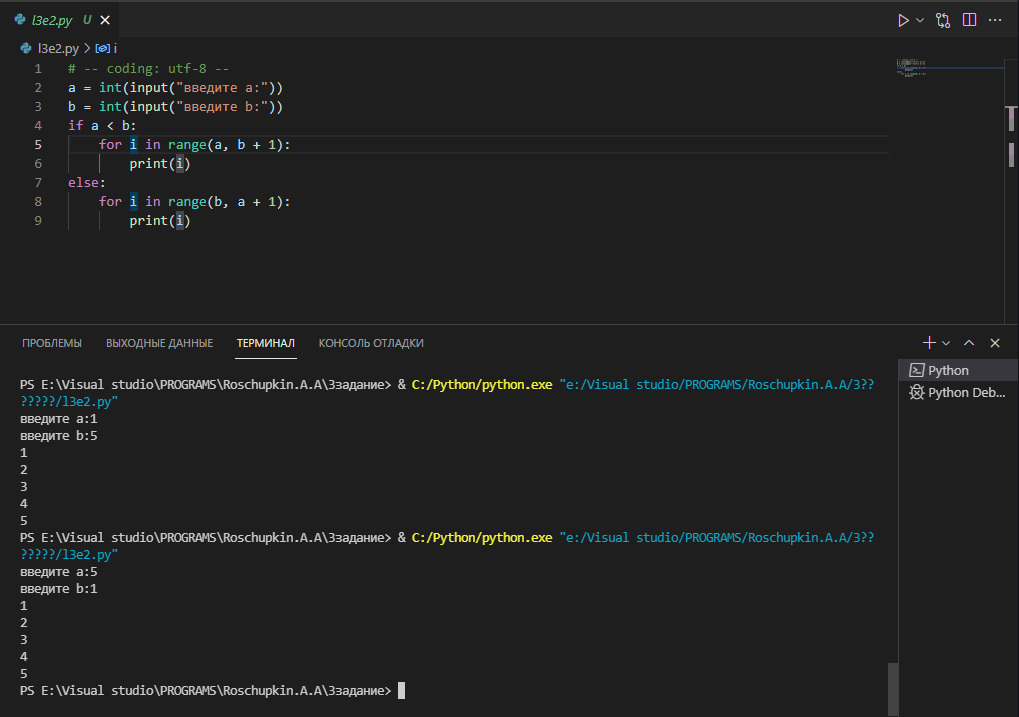 l3e2.py U
l3e2.py > i
1 # -- coding: utf-8 --
2 a = int(input("введите a:"))
3 b = int(input("введите b:"))
4 if a < b:
5     for i in range(a, b + 1):
6         print(i)
7 else:
8     for i in range(b, a + 1):
9         print(i)
ПРОБЛЕМЫ ВЫХОДНЫЕ ДАННЫЕ ТЕРМИНАЛ КОНСОЛЬ ОТЛАДКИ
Python
Python Deb...
PS E:\Visual studio\PROGRAMS\Roschupkin.A.A\3задание> & C:/Python/python.exe "e:/Visual studio/PROGRAMS/Roschupkin.A.A/3??
?????/l3e2.py"
введите a:1
введите b:5
1
2
3
4
5
PS E:\Visual studio\PROGRAMS\Roschupkin.A.A\3задание> & C:/Python/python.exe "e:/Visual studio/PROGRAMS/Roschupkin.A.A/3??
?????/l3e2.py"
введите a:5
введите b:1
1
2
3
4
5
PS E:\Visual studio\PROGRAMS\Roschupkin.A.A\3задание>